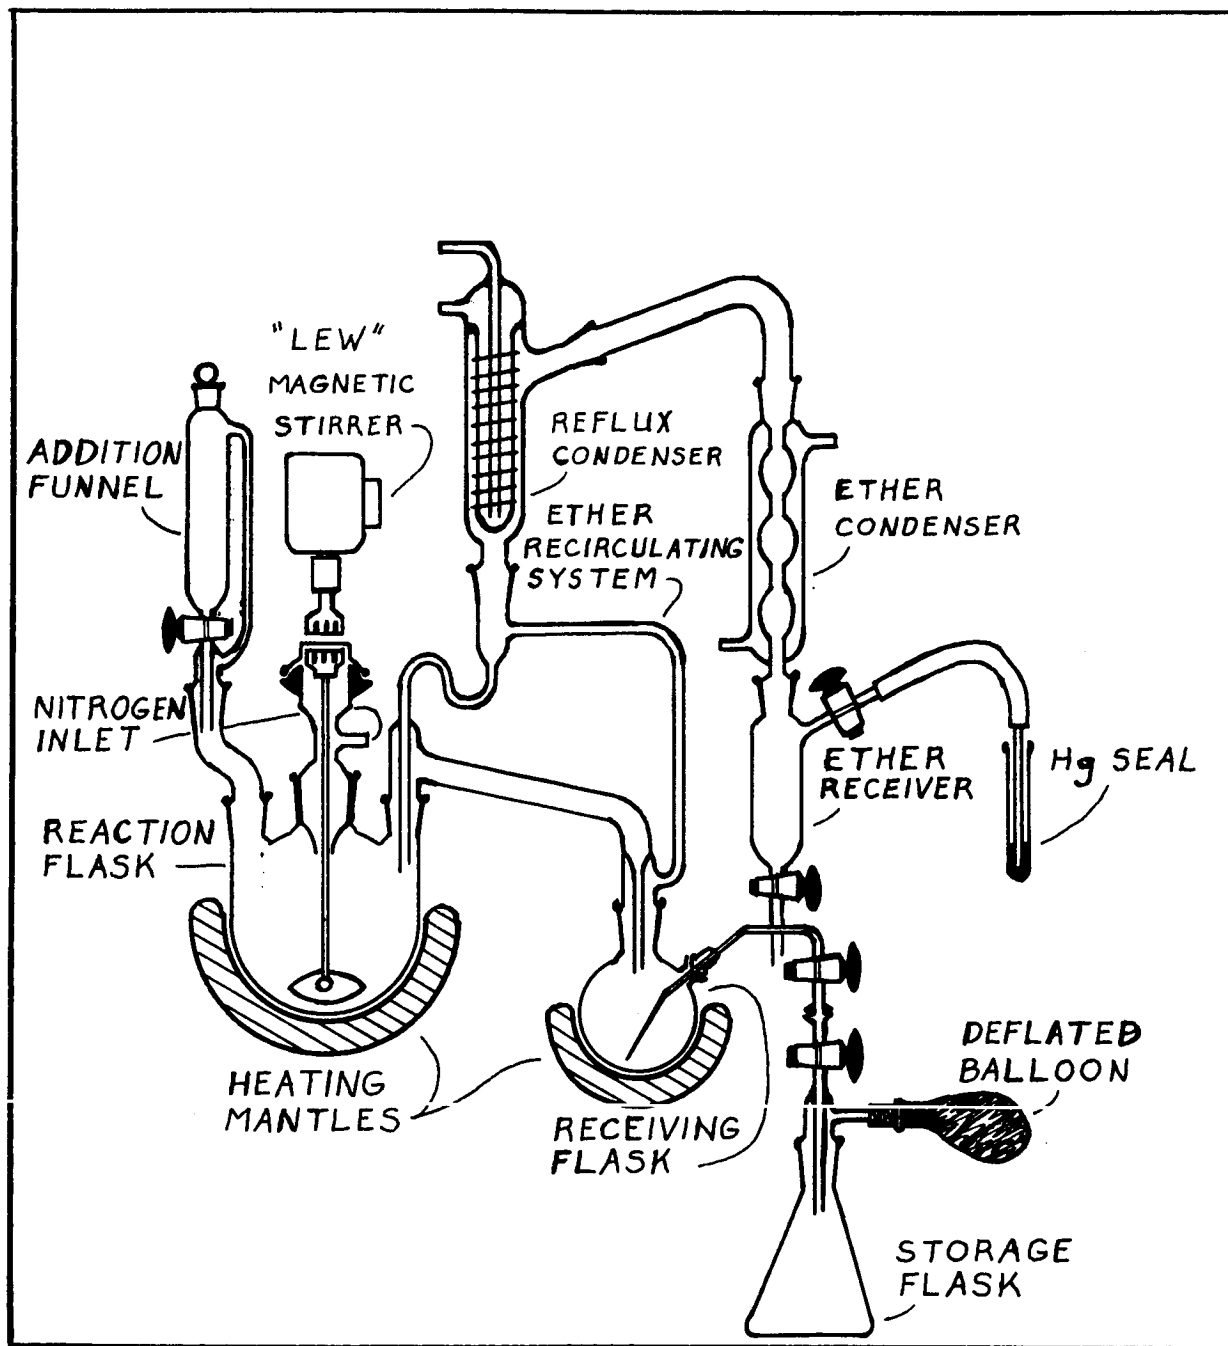 "LEW"
MAGNETIC
STIRRER
ADDITION
FUNNEL
REFLUX
CONDENSER
ETHER
RECIRCULATING
SYSTEM
ETHER
CONDENSER
NITROGEN
INLET
ETHER
RECEIVER
Hg SEAL
REACTION
FLASK
HEATING
MANTLES
RECEIVING
FLASK
DEFLATED
BALLOON
STORAGE
FLASK